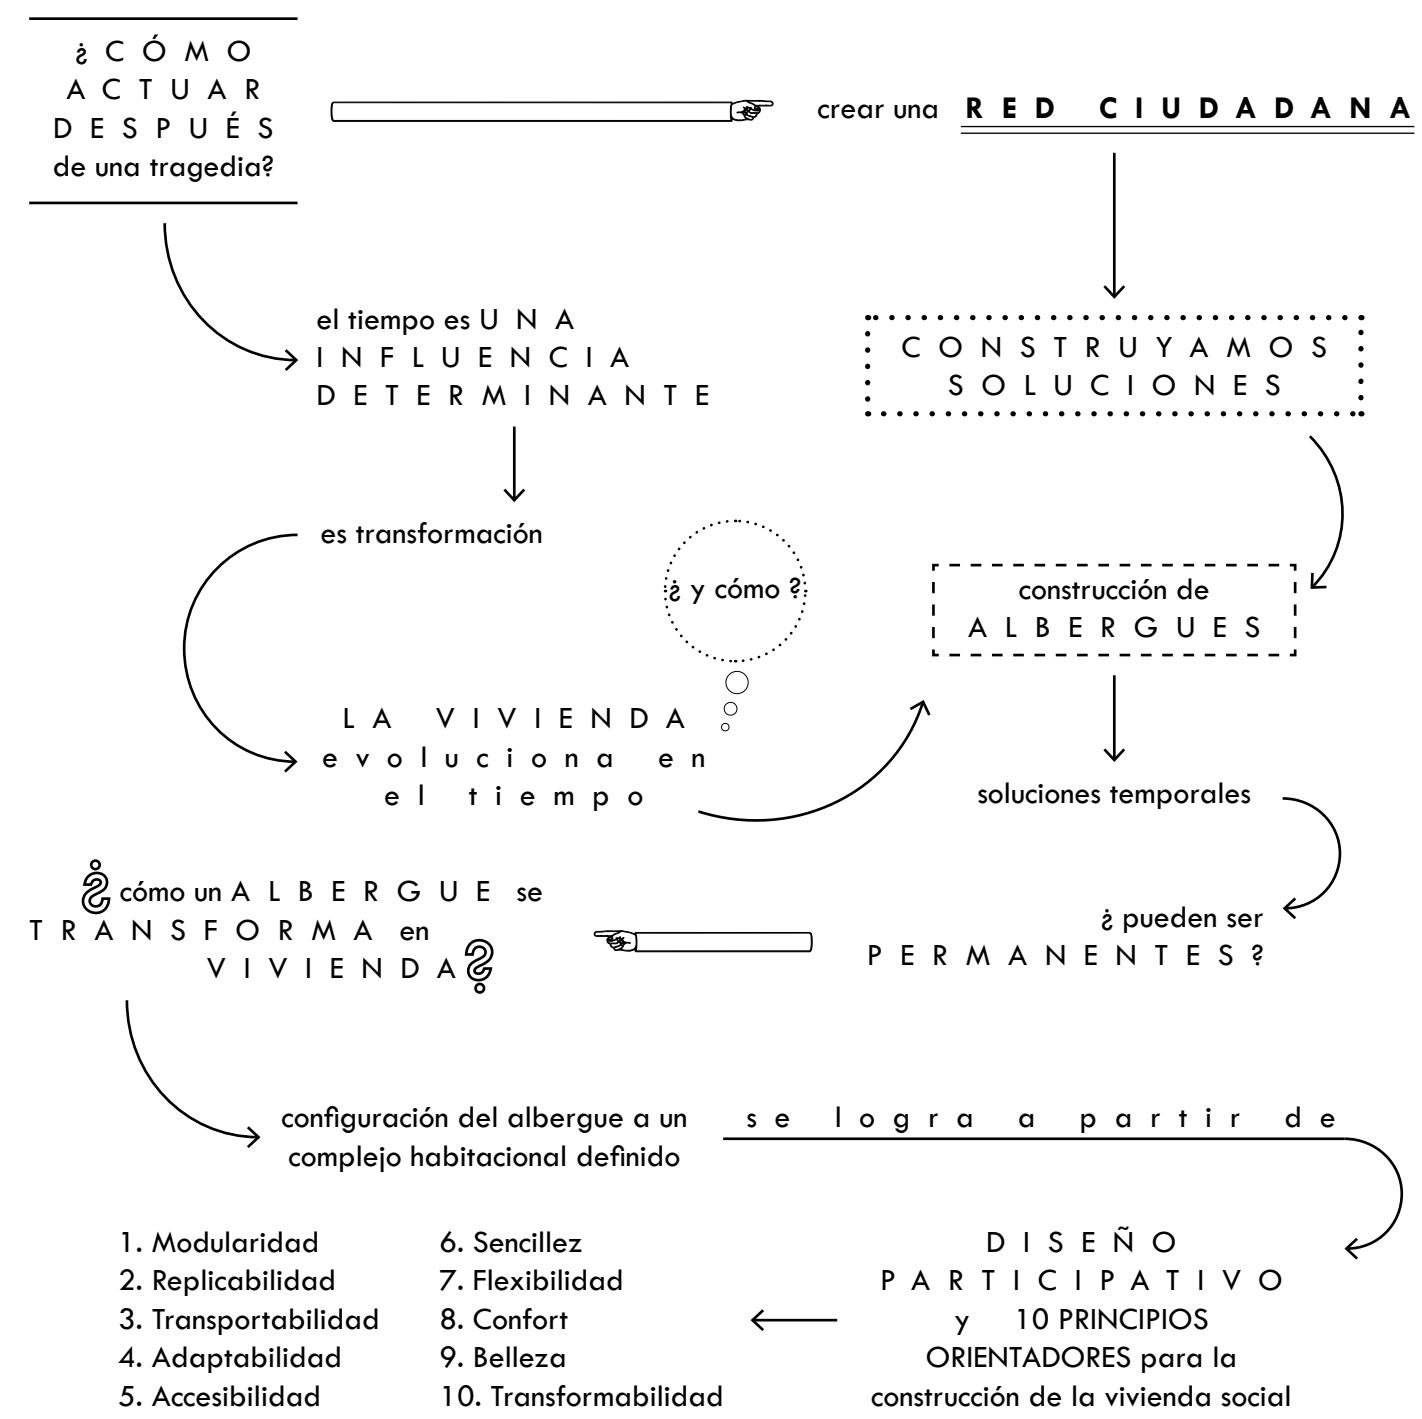 ¿CÓMO
ACTUAR
DESPUÉS
de una tragedia?
crear una RED CIUDADANA
el tiempo es UNA
INFLUENCIA
DETERMINANTE
CONSTRUYAMOS
SOLUCIONES
es transformación
¿ y cómo ?
construcción de
ALBERGUES
LA VIVIENDA
evoluciona en
el tiempo
soluciones temporales
¿ pueden ser
PERMANENTES?
¿cómo un ALBERGUE se
TRANSFORMA en
VIVIENDA?
configuración del albergue a un
complejo habitacional definido
se logra a partir de
DISEÑO
PARTICIPATIVO
y 10 PRINCIPIOS
ORIENTADORES para la
construcción de la vivienda social
1. Modularidad
2. Replicabilidad
3. Transportabilidad
4. Adaptabilidad
5. Accesibilidad
6. Sencillez
7. Flexibilidad
8. Confort
9. Belleza
10. Transformabilidad